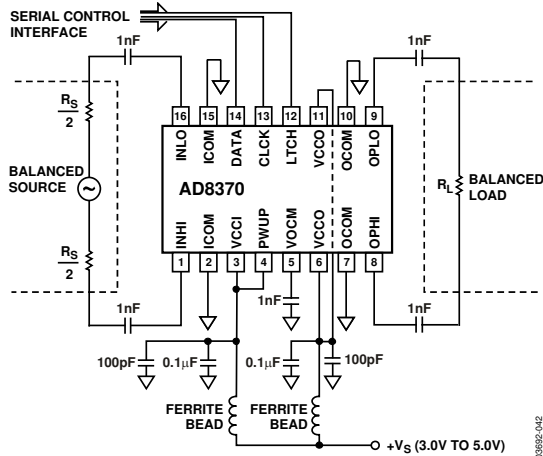 SERIAL CONTROL
INTERFACE
1nF
1nF
RS
2
16 15 14 13 12 11 10 9
INLO ICOM DATA CLCK LTCH VCCO OCOM OPLO
BALANCED
SOURCE
AD8370
RL
BALANCED
LOAD
INHI ICOM VCCI PWUP VOCM VCCO OCOM OPHI
RS
2
1 2 3 4 5 6 7 8
1nF
1nF
1nF
100pF
0.1μF
0.1μF
100pF
FERRITE
BEAD
FERRITE
BEAD
+VS (3.0V TO 5.0V)
03692-042